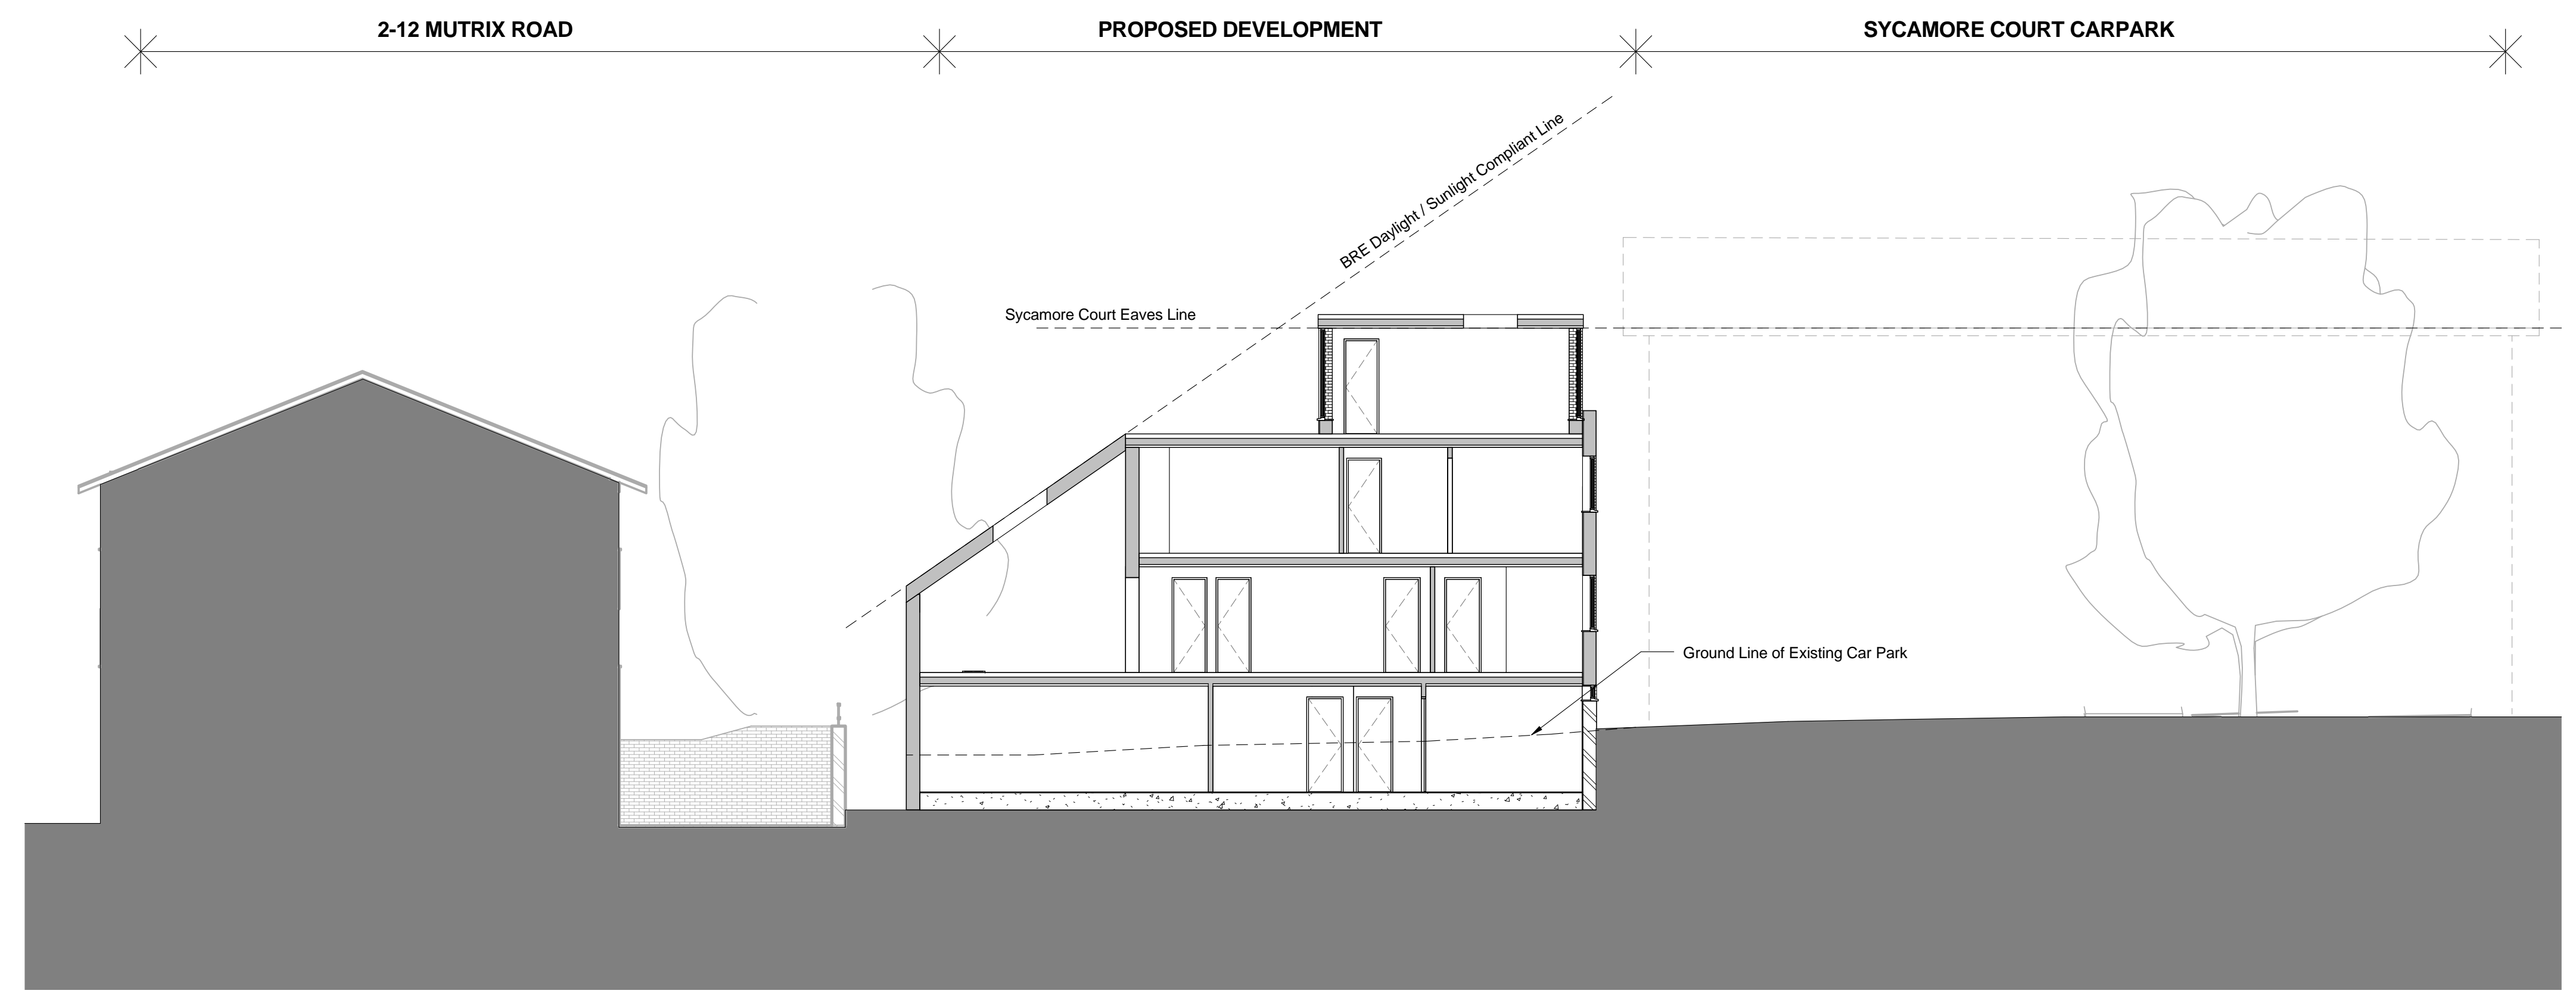 2-12 MUTRIX ROAD
PROPOSED DEVELOPMENT
SYCAMORE COURT CARPARK
BRE Daylight / Sunlight Compliant Line
Sycamore Court Eaves Line
Ground Line of Existing Car Park